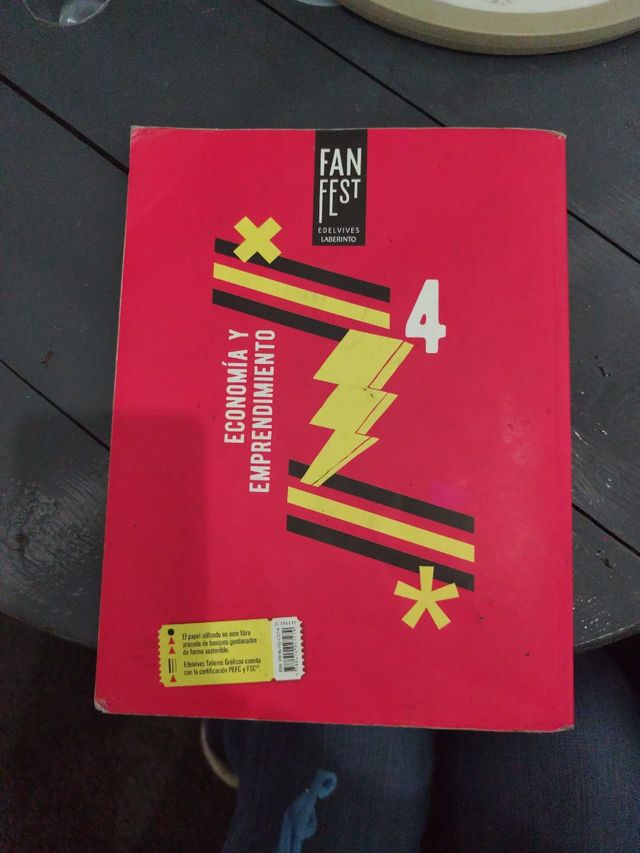 FAN
FEST
EDELVIVES
LABERINTO
4
ECONOMÍA Y
EMPRENDIMIENTO
El papel utilizado en este libro
procede de bosques gestionados
de forma sostenible.
Edelvives Talleres Gráficos cuenta
con la certificación PEFC y FSC®.